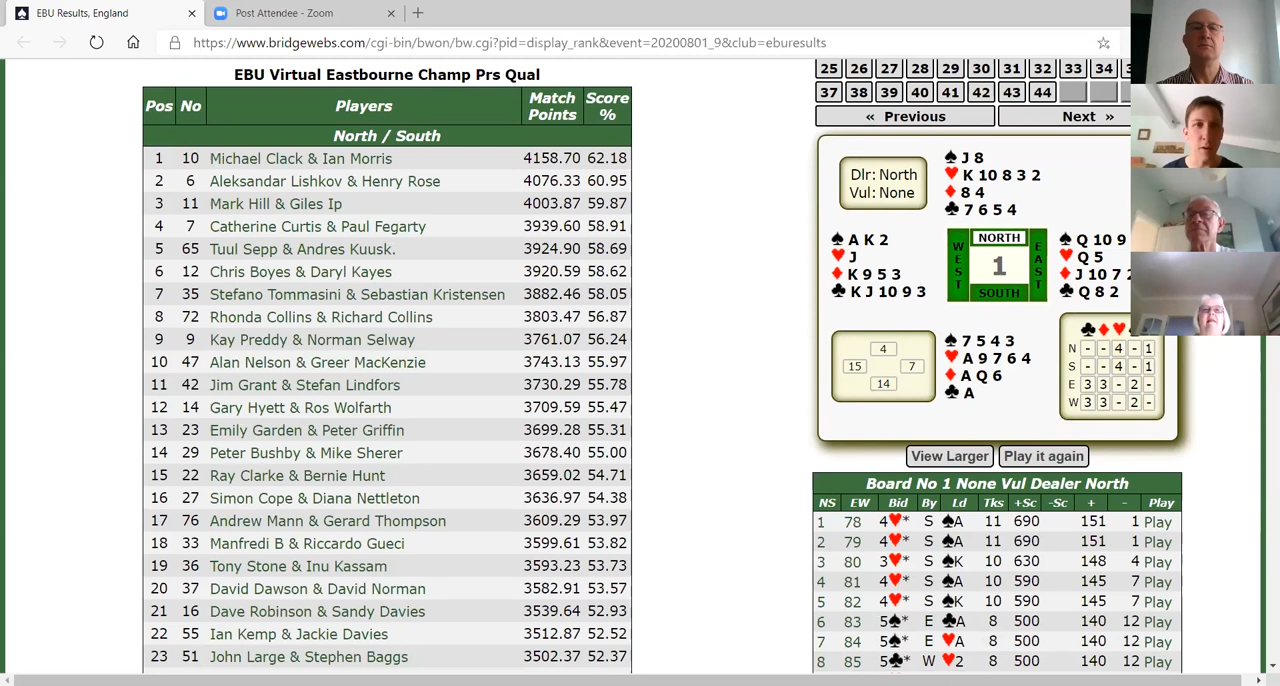 EBU Results, England
Post Attendee - Zoom
https://www.bridgewebs.com/cgi-bin/bwon/bw.cgi?pid=display_rank&event=20200801_9&club=eburesults
EBU Virtual Eastbourne Champ Prs Qual
Pos No Players Match Points Score %
North / South
1 10 Michael Clack & Ian Morris 4158.70 62.18
2 6 Aleksandar Lishkov & Henry Rose 4076.33 60.95
3 11 Mark Hill & Giles Ip 4003.87 59.87
4 7 Catherine Curtis & Paul Fegarty 3939.60 58.91
5 65 Tuul Sepp & Andres Kuusk. 3924.90 58.69
6 12 Chris Boyes & Daryl Kayes 3920.59 58.62
7 35 Stefano Tommasini & Sebastian Kristensen 3882.46 58.05
8 72 Rhonda Collins & Richard Collins 3803.47 56.87
9 9 Kay Preddy & Norman Selway 3761.07 56.24
10 47 Alan Nelson & Greer MacKenzie 3743.13 55.97
11 42 Jim Grant & Stefan Lindfors 3730.29 55.78
12 14 Gary Hyett & Ros Wolfarth 3709.59 55.47
13 23 Emily Garden & Peter Griffin 3699.28 55.31
14 29 Peter Bushby & Mike Sherer 3678.40 55.00
15 22 Ray Clarke & Bernie Hunt 3659.02 54.71
16 27 Simon Cope & Diana Nettleton 3636.97 54.38
17 76 Andrew Mann & Gerard Thompson 3609.29 53.97
18 33 Manfredi B & Riccardo Gueci 3599.61 53.82
19 36 Tony Stone & Inu Kassam 3593.23 53.73
20 37 David Dawson & David Norman 3582.91 53.57
21 16 Dave Robinson & Sandy Davies 3539.64 52.93
22 55 Ian Kemp & Jackie Davies 3512.87 52.52
23 51 John Large & Stephen Baggs 3502.37 52.37
25 26 27 28 29 30 31 32 33 34
37 38 39 40 41 42 43 44
« Previous Next »
Dlr: North
Vul: None
♠ J 8
♥ K 10 8 3 2
♦ 8 4
♣ 7 6 5 4
♠ A K 2
♥ J
♦ K 9 5 3
♣ K J 10 9 3
NORTH
WEST 1 EAST
SOUTH
♠ Q 10 9
♥ Q 5
♦ J 10 7 2
♣ Q 8 2
4
15 7
14
♠ 7 5 4 3
♥ A 9 7 6 4
♦ A Q 6
♣ A
♣ ♦ ♥
N - - 4 - 1
S - - 4 - 1
E 3 3 - 2 -
W 3 3 - 2 -
View Larger Play it again
Board No 1 None Vul Dealer North
NS EW Bid By Ld Tks +Sc -Sc + - Play
1 78 4♥* S ♠A 11 690 151 1 Play
2 79 4♥* S ♠A 11 690 151 1 Play
3 80 3♥* S ♠K 10 630 148 4 Play
4 81 4♥* S ♠A 10 590 145 7 Play
5 82 4♥* S ♠K 10 590 145 7 Play
6 83 5♠* E ♣A 8 500 140 12 Play
7 84 5♠* E ♥A 8 500 140 12 Play
8 85 5♣* W ♥2 8 500 140 12 Play